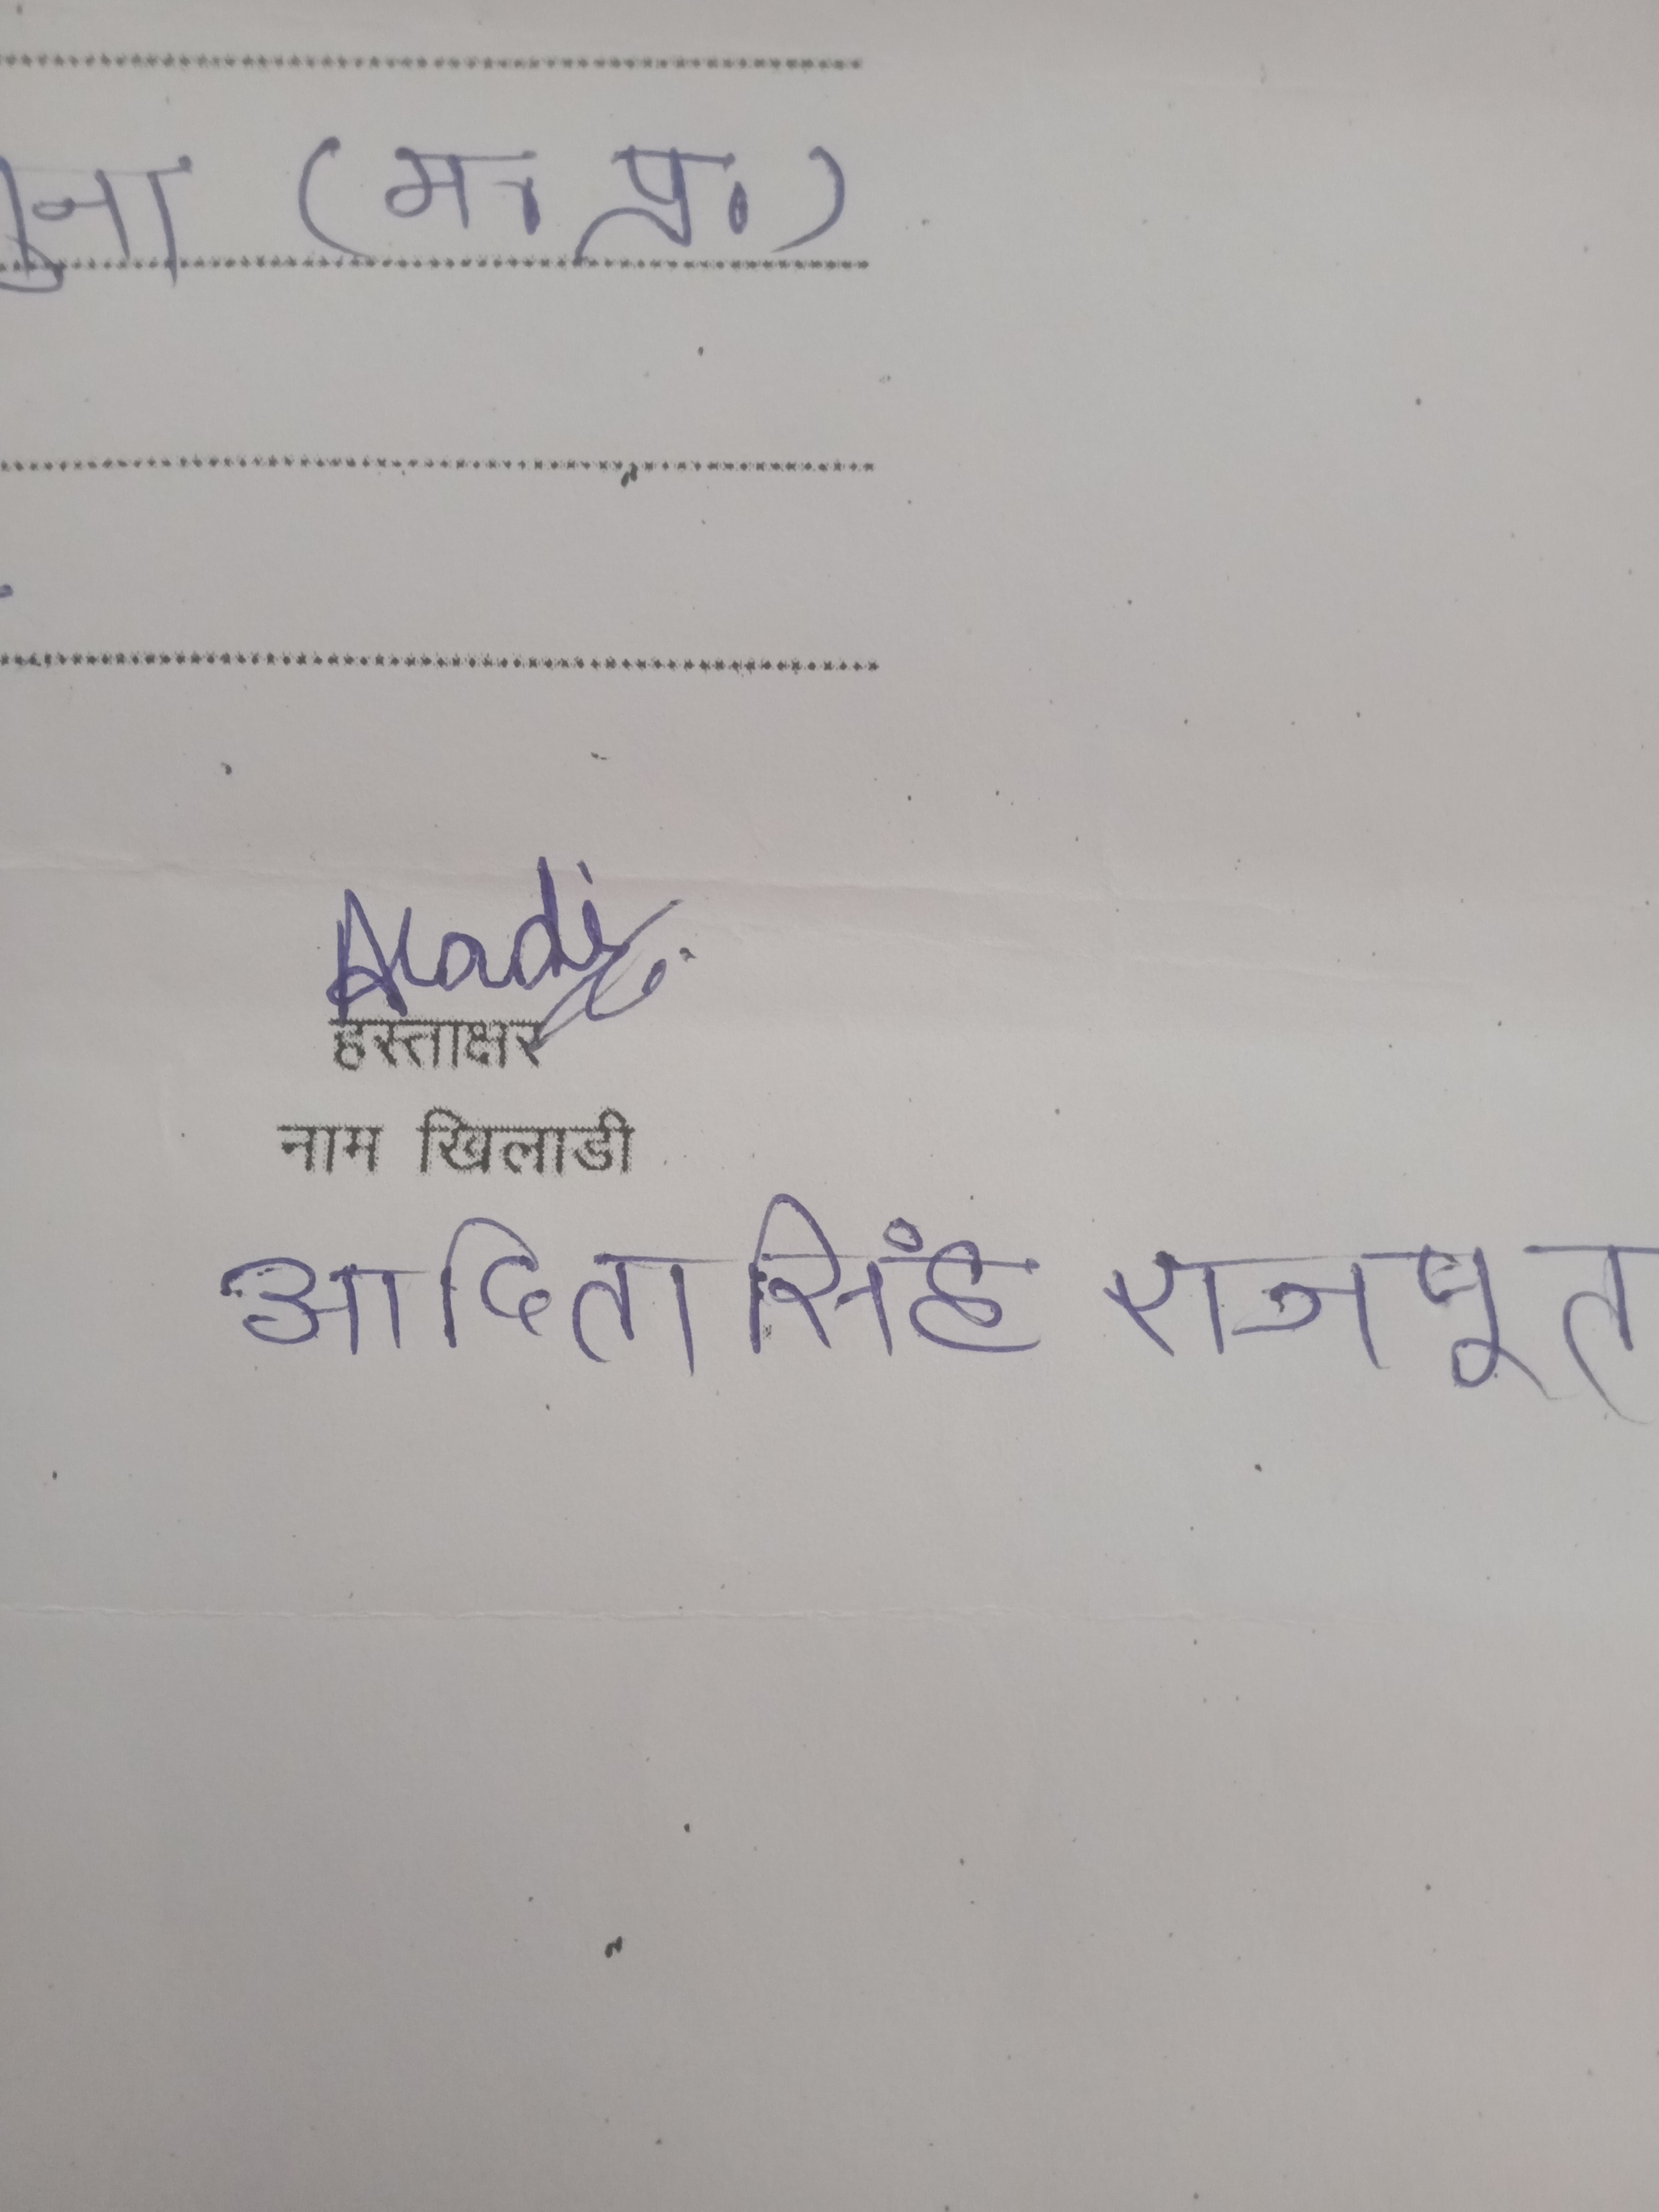 गुना (म. प्र.)
हस्ताक्षर
नाम खिलाडी
आदिता सिंह राजपूत